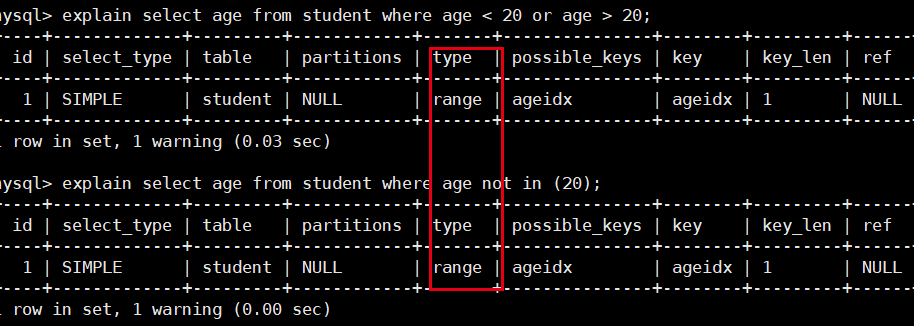 mysql> explain select age from student where age < 20 or age > 20;
----+-------------+---------+------------+-------+---------------+--------+---------+------+
id | select_type | table | partitions | type | possible_keys | key | key_len | ref
----+-------------+---------+------------+-------+---------------+--------+---------+------+
1 | SIMPLE | student | NULL | range | ageidx | ageidx | 1 | NULL
----+-------------+---------+------------+-------+---------------+--------+---------+------+
row in set, 1 warning (0.03 sec)
mysql> explain select age from student where age not in (20);
----+-------------+---------+------------+-------+---------------+--------+---------+------+
id | select_type | table | partitions | type | possible_keys | key | key_len | ref
----+-------------+---------+------------+-------+---------------+--------+---------+------+
1 | SIMPLE | student | NULL | range | ageidx | ageidx | 1 | NULL
----+-------------+---------+------------+-------+---------------+--------+---------+------+
row in set, 1 warning (0.00 sec)